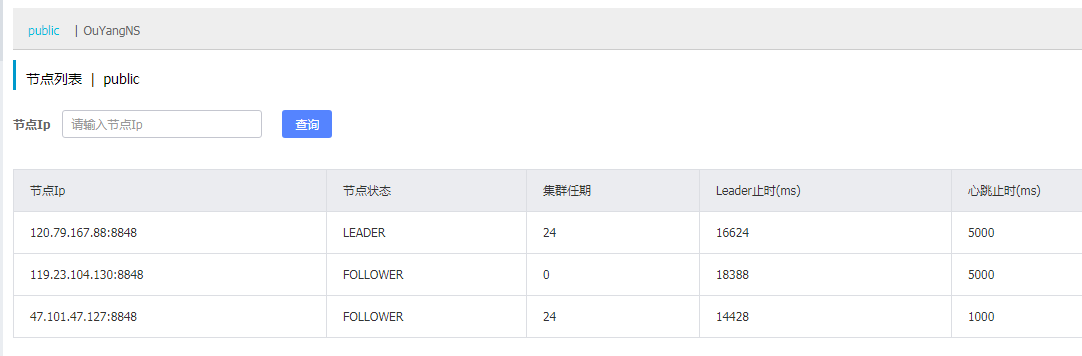 public | OuYangNS
节点列表 | public
节点Ip 请输入节点Ip 查询
节点Ip 节点状态 集群任期 Leader止时(ms) 心跳止时(ms)
120.79.167.88:8848 LEADER 24 16624 5000
119.23.104.130:8848 FOLLOWER 0 18388 5000
47.101.47.127:8848 FOLLOWER 24 14428 1000